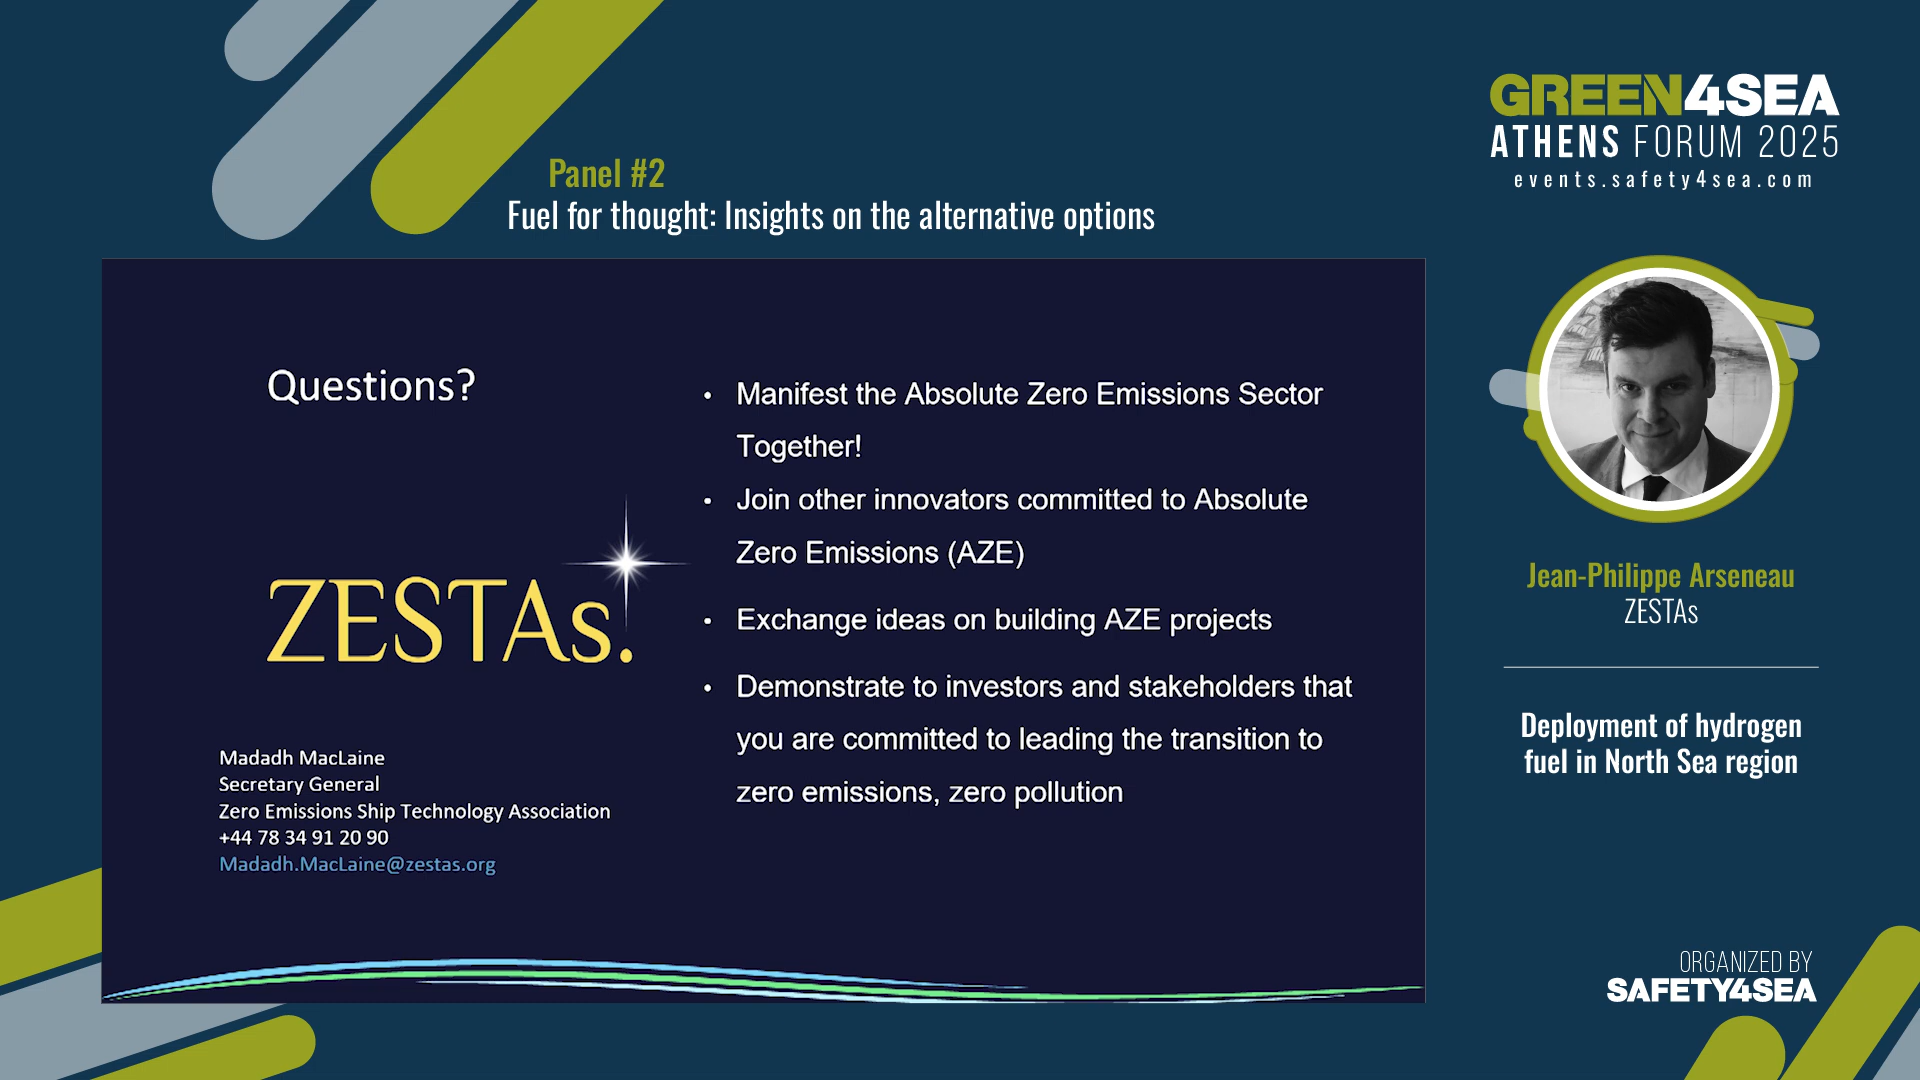 GREEN4SEA
ATHENS FORUM 2025
events.safety4sea.com
Panel #2
Fuel for thought: Insights on the alternative options
Questions?
ZESTAs.
Madadh MacLaine
Secretary General
Zero Emissions Ship Technology Association
+44 78 34 91 20 90
Madadh.MacLaine@zestas.org
• Manifest the Absolute Zero Emissions Sector
Together!
• Join other innovators committed to Absolute
Zero Emissions (AZE)
• Exchange ideas on building AZE projects
• Demonstrate to investors and stakeholders that
you are committed to leading the transition to
zero emissions, zero pollution
Jean-Philippe Arseneau
ZESTAs
Deployment of hydrogen
fuel in North Sea region
ORGANIZED BY
SAFETY4SEA